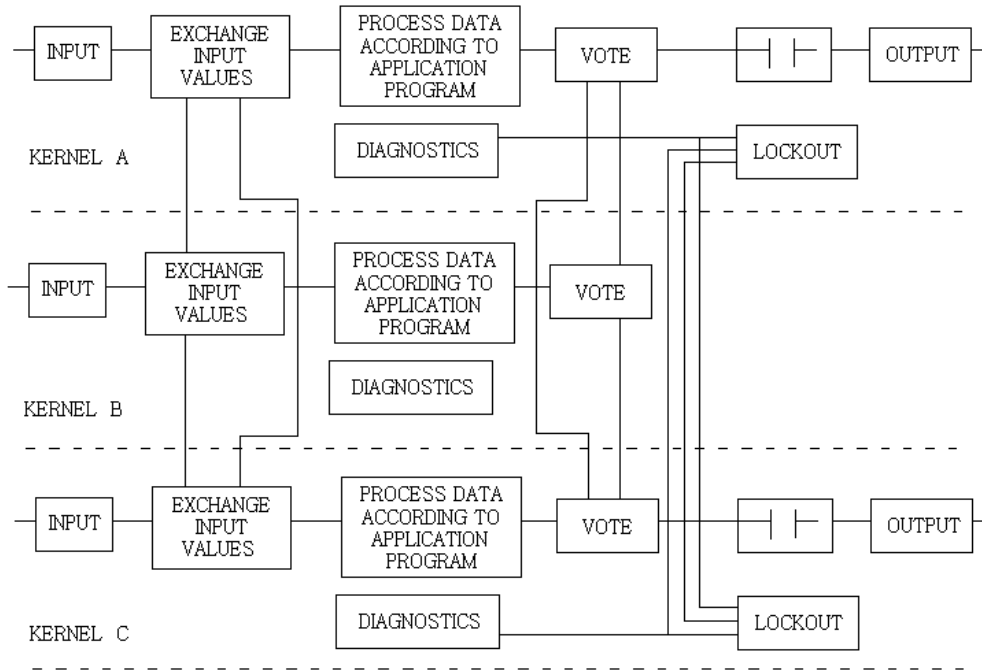 INPUT
EXCHANGE
INPUT
VALUES
PROCESS DATA
ACCORDING TO
APPLICATION
PROGRAM
VOTE
OUTPUT
DIAGNOSTICS
LOCKOUT
KERNEL A
INPUT
EXCHANGE
INPUT
VALUES
PROCESS DATA
ACCORDING TO
APPLICATION
PROGRAM
VOTE
DIAGNOSTICS
KERNEL B
INPUT
EXCHANGE
INPUT
VALUES
PROCESS DATA
ACCORDING TO
APPLICATION
PROGRAM
VOTE
OUTPUT
DIAGNOSTICS
LOCKOUT
KERNEL C